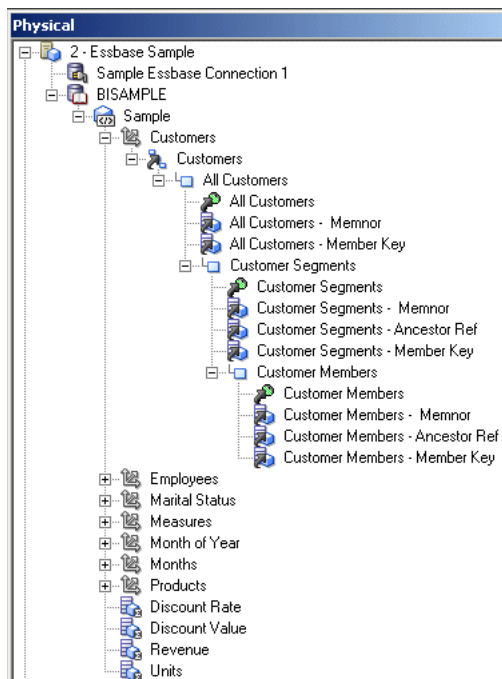 Physical
2 - Essbase Sample
Sample Essbase Connection 1
BISAMPLE
Sample
Customers
Customers
All Customers
All Customers
All Customers - Memnor
All Customers - Member Key
Customer Segments
Customer Segments
Customer Segments - Memnor
Customer Segments - Ancestor Ref
Customer Segments - Member Key
Customer Members
Customer Members
Customer Members - Memnor
Customer Members - Ancestor Ref
Customer Members - Member Key
Employees
Marital Status
Measures
Month of Year
Months
Products
Discount Rate
Discount Value
Revenue
Units